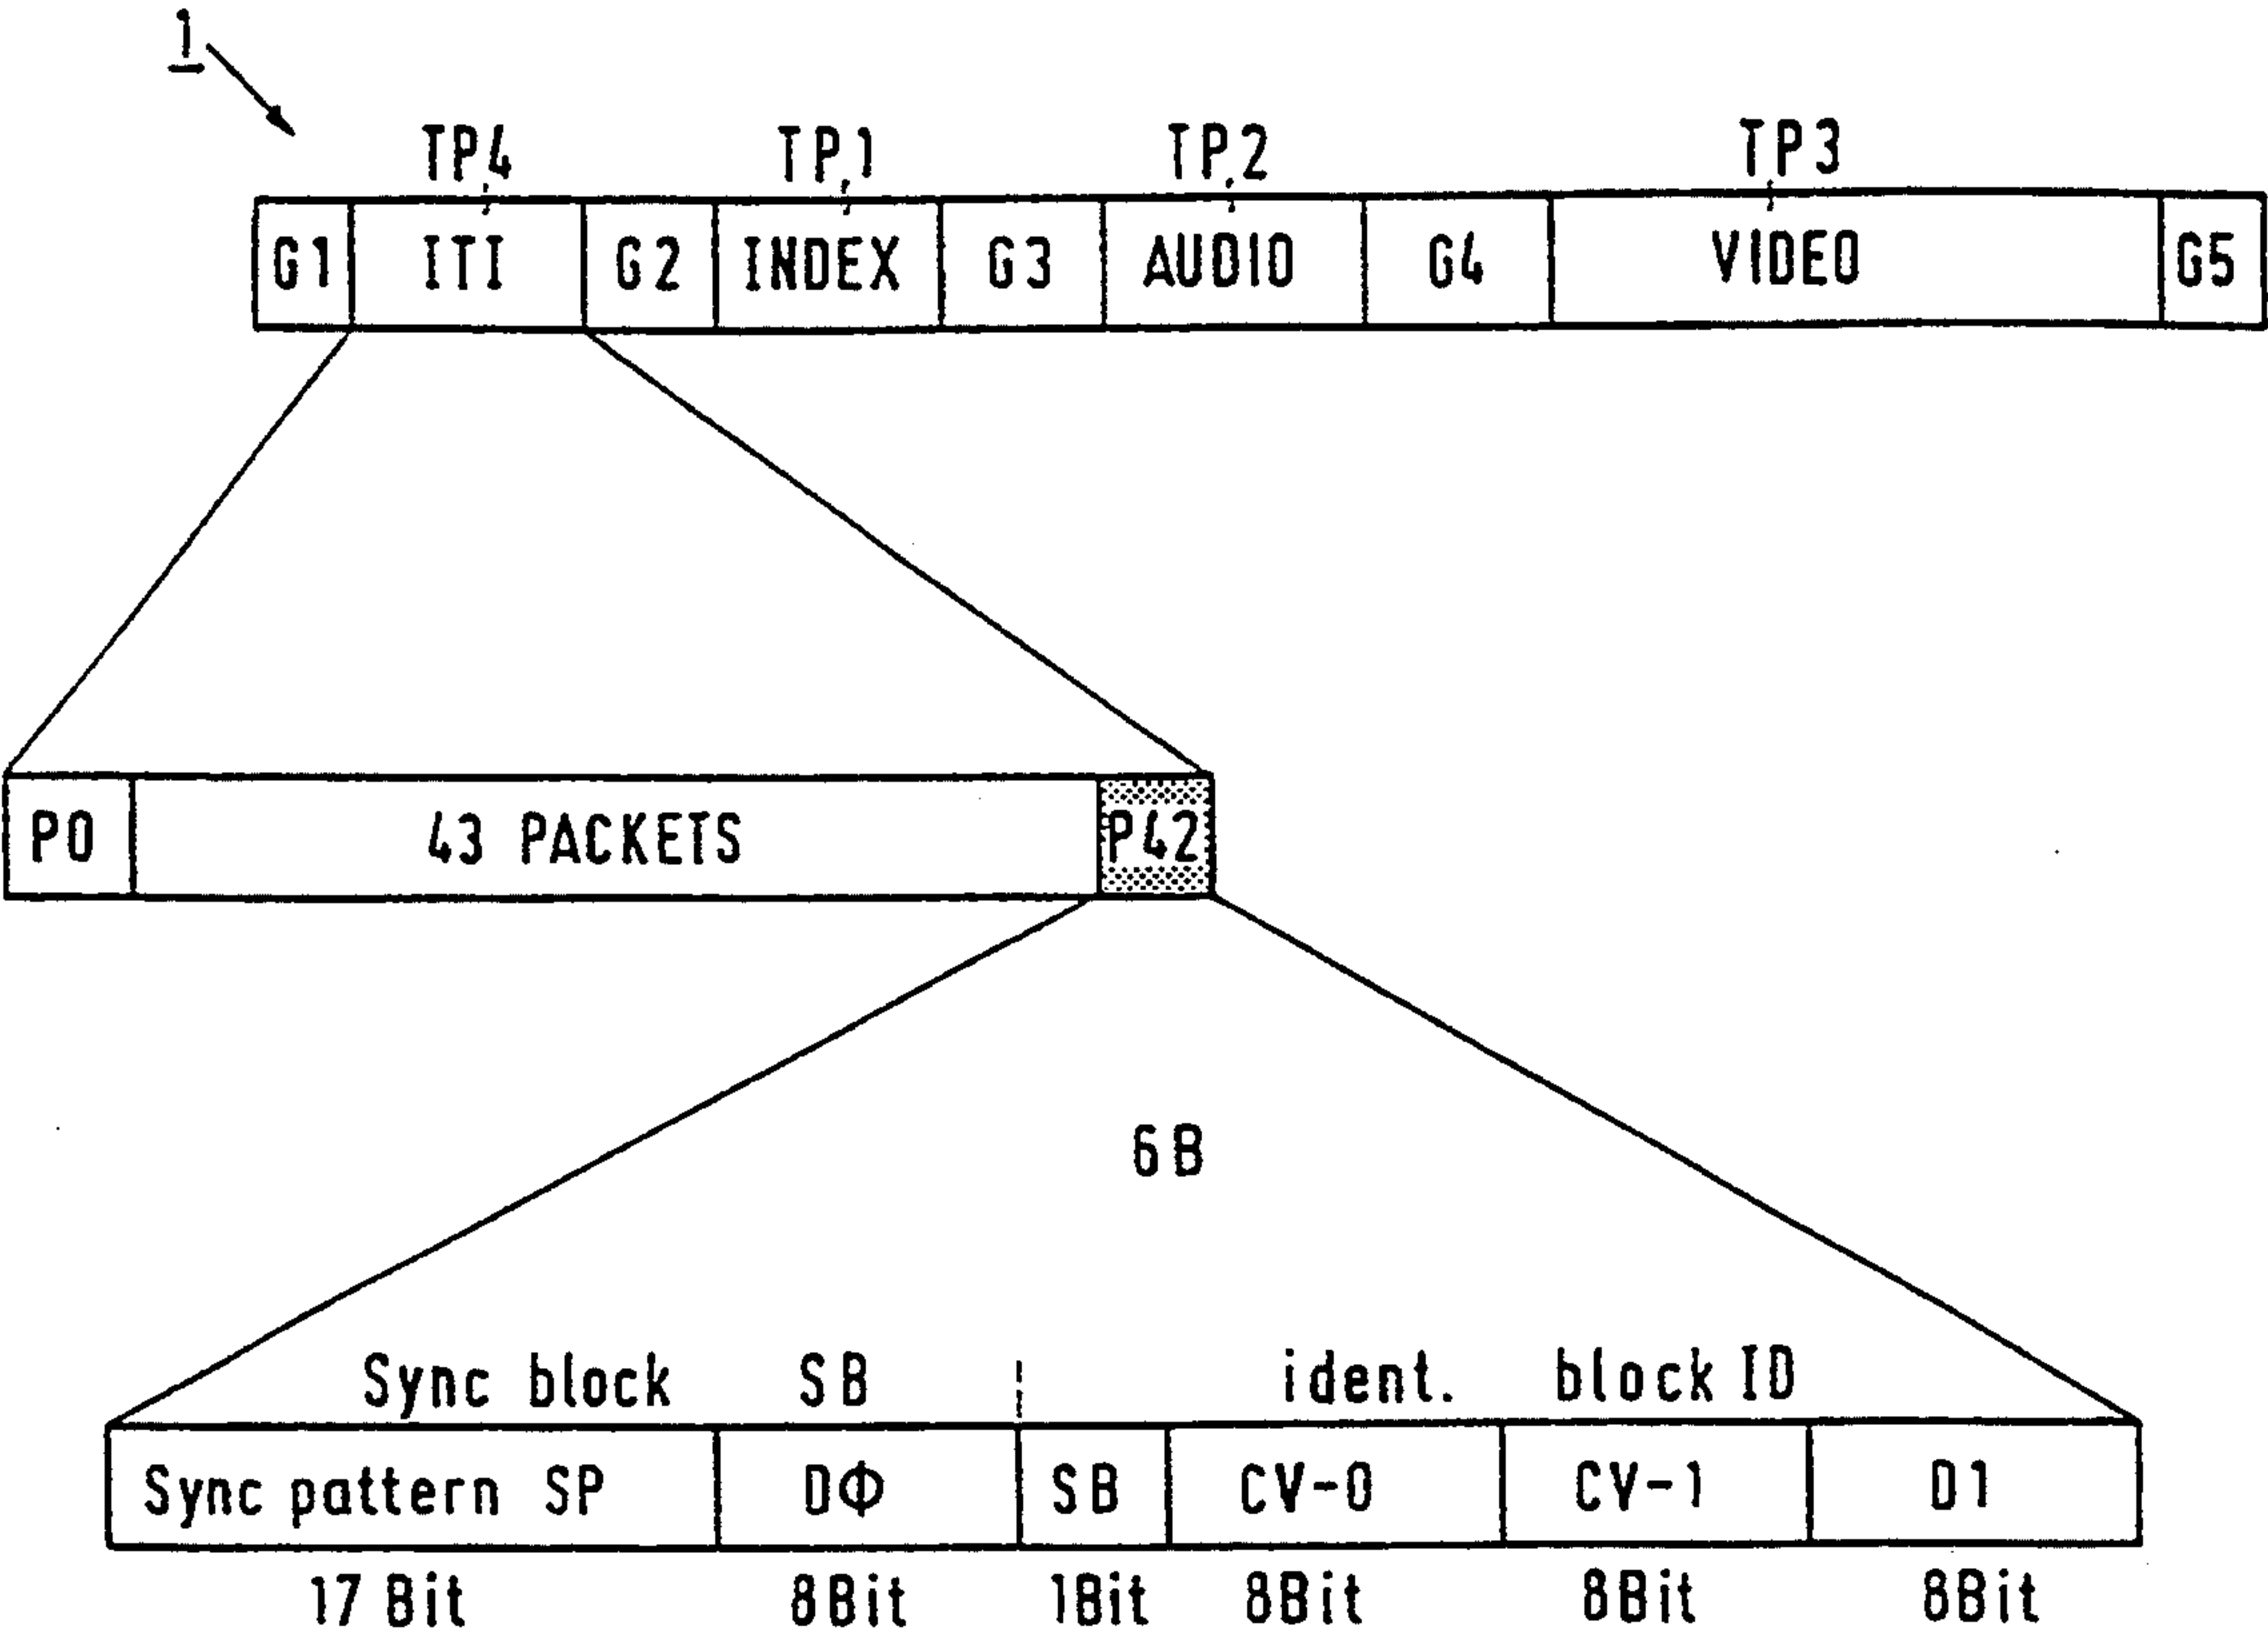 1
TP4 TP1 TP2 TP3
G1 ITI G2 INDEX G3 AUDIO G4 VIDEO G5
P0 43 PACKETS P42
6B
Sync block SB ident. block ID
Sync pattern SP DΦ SB CV-0 CV-1 D1
17Bit 8Bit 1Bit 8Bit 8Bit 8Bit